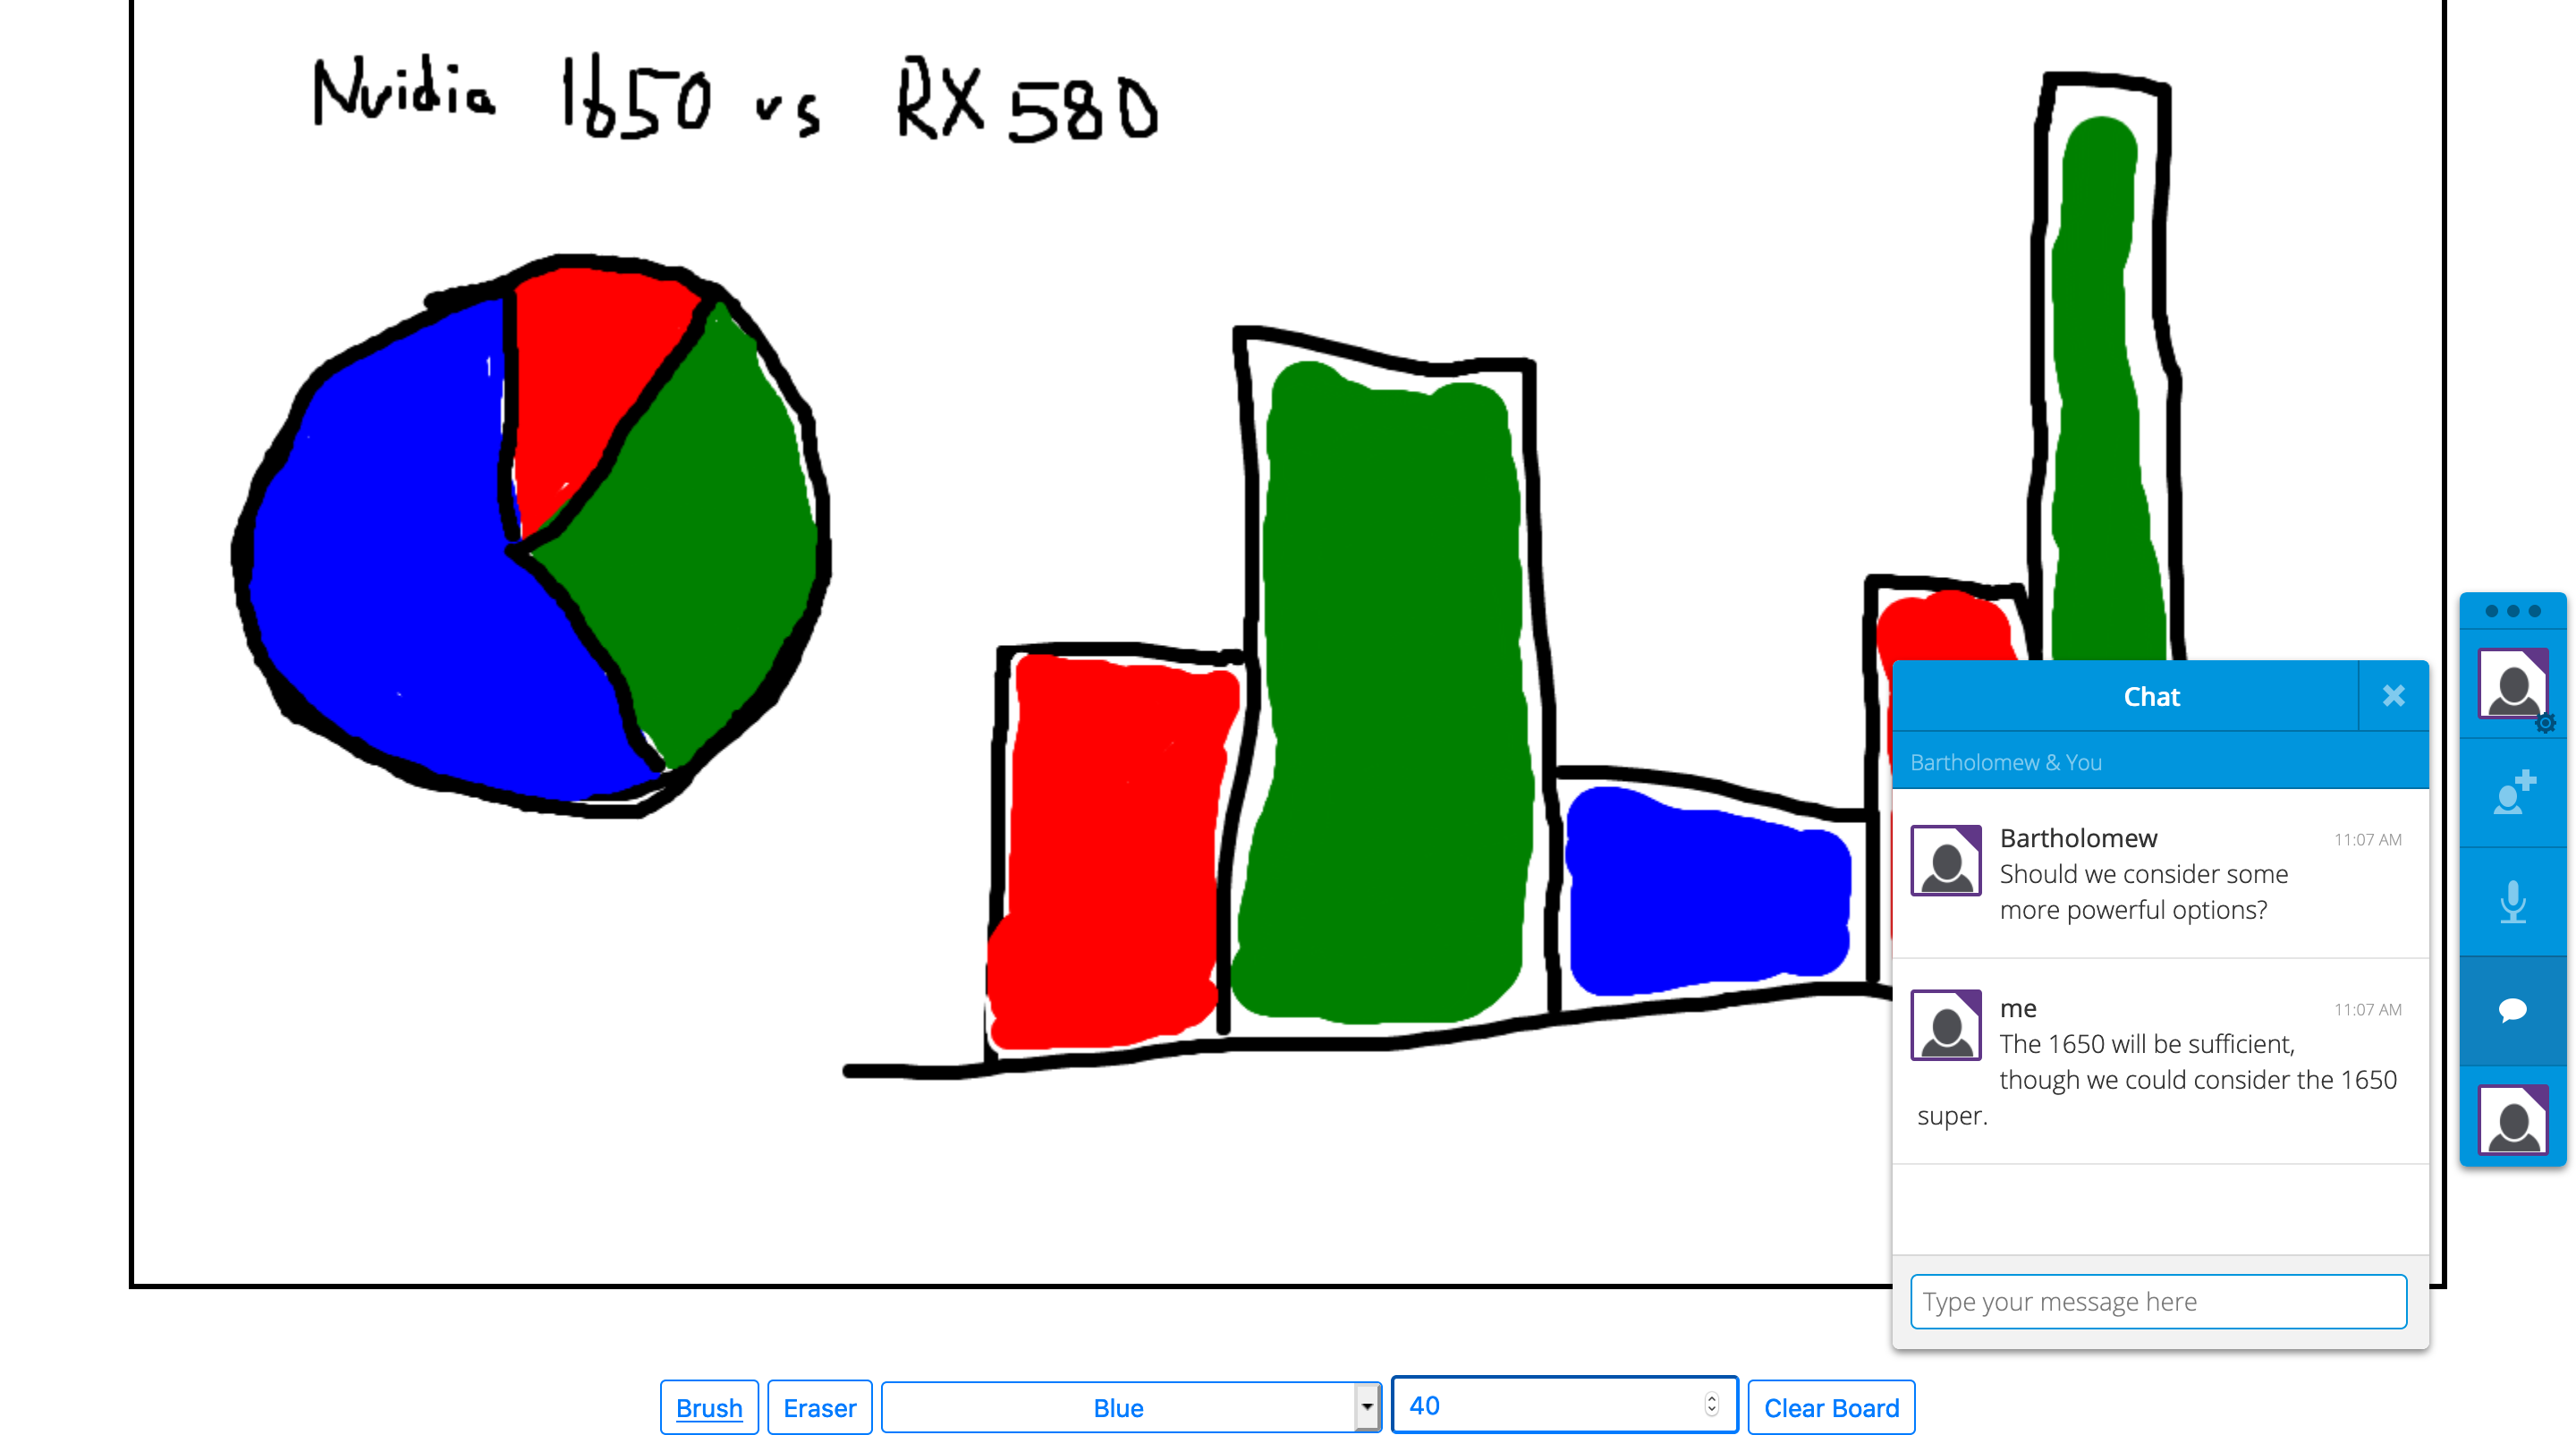 Nvidia 1650 vs RX 580
Chat
Bartholomew & You
Bartholomew 11:07 AM
Should we consider some
more powerful options?
me 11:07 AM
The 1650 will be sufficient,
though we could consider the 1650
super.
Type your message here
Brush Eraser Blue 40 Clear Board